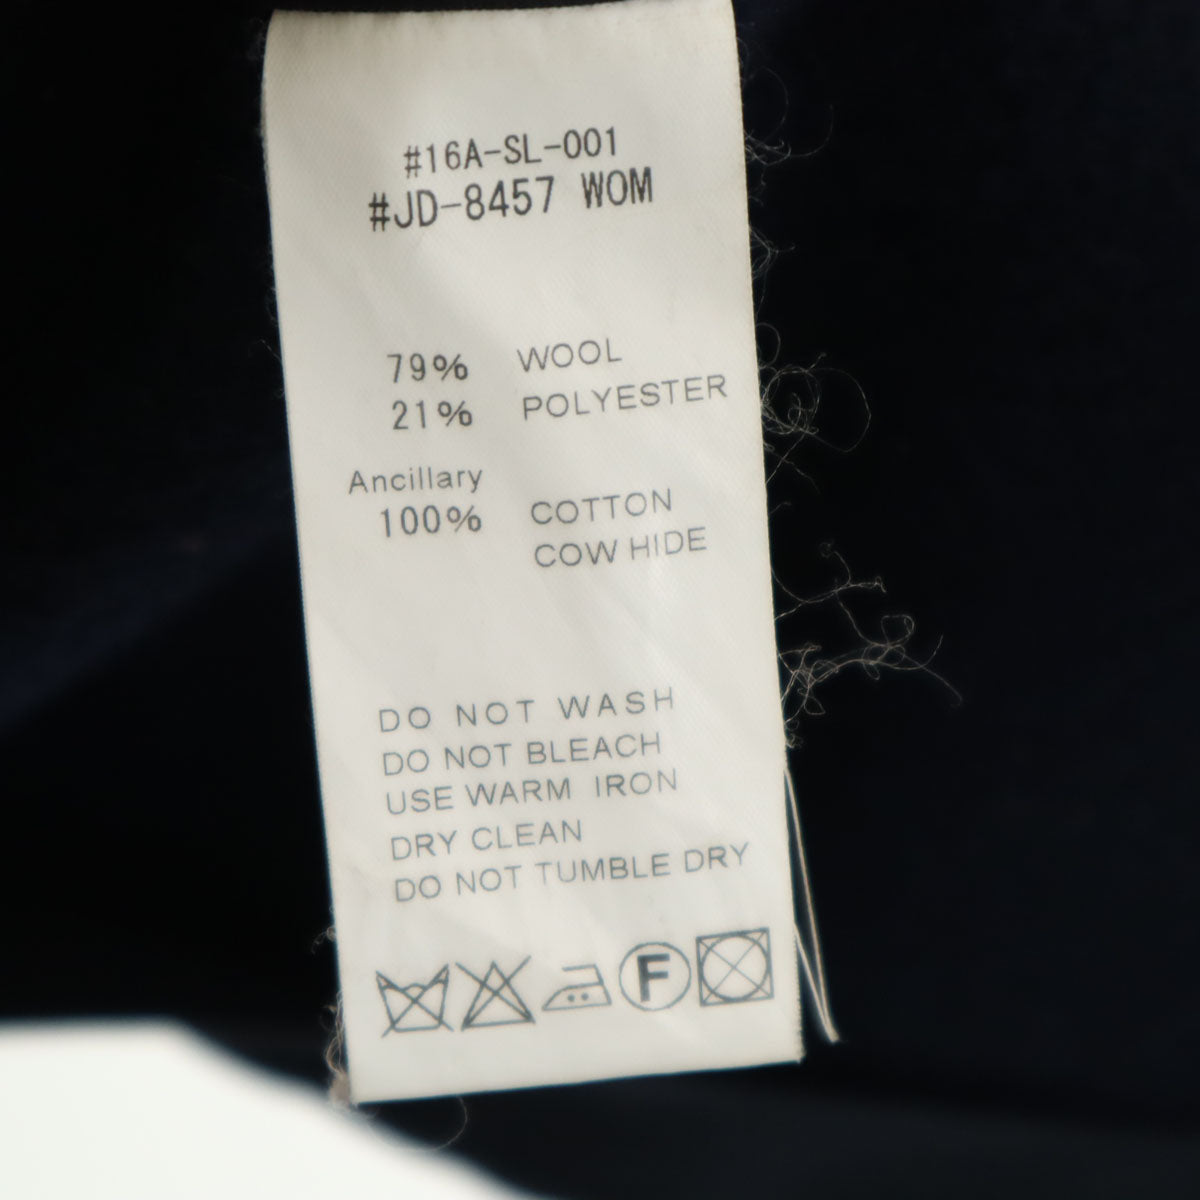 #16A-SL-001
#JD-8457 WOM
79% WOOL
21% POLYESTER
Ancillary
100% COTTON
COW HIDE
DO NOT WASH
DO NOT BLEACH
USE WARM IRON
DRY CLEAN
DO NOT TUMBLE DRY
F